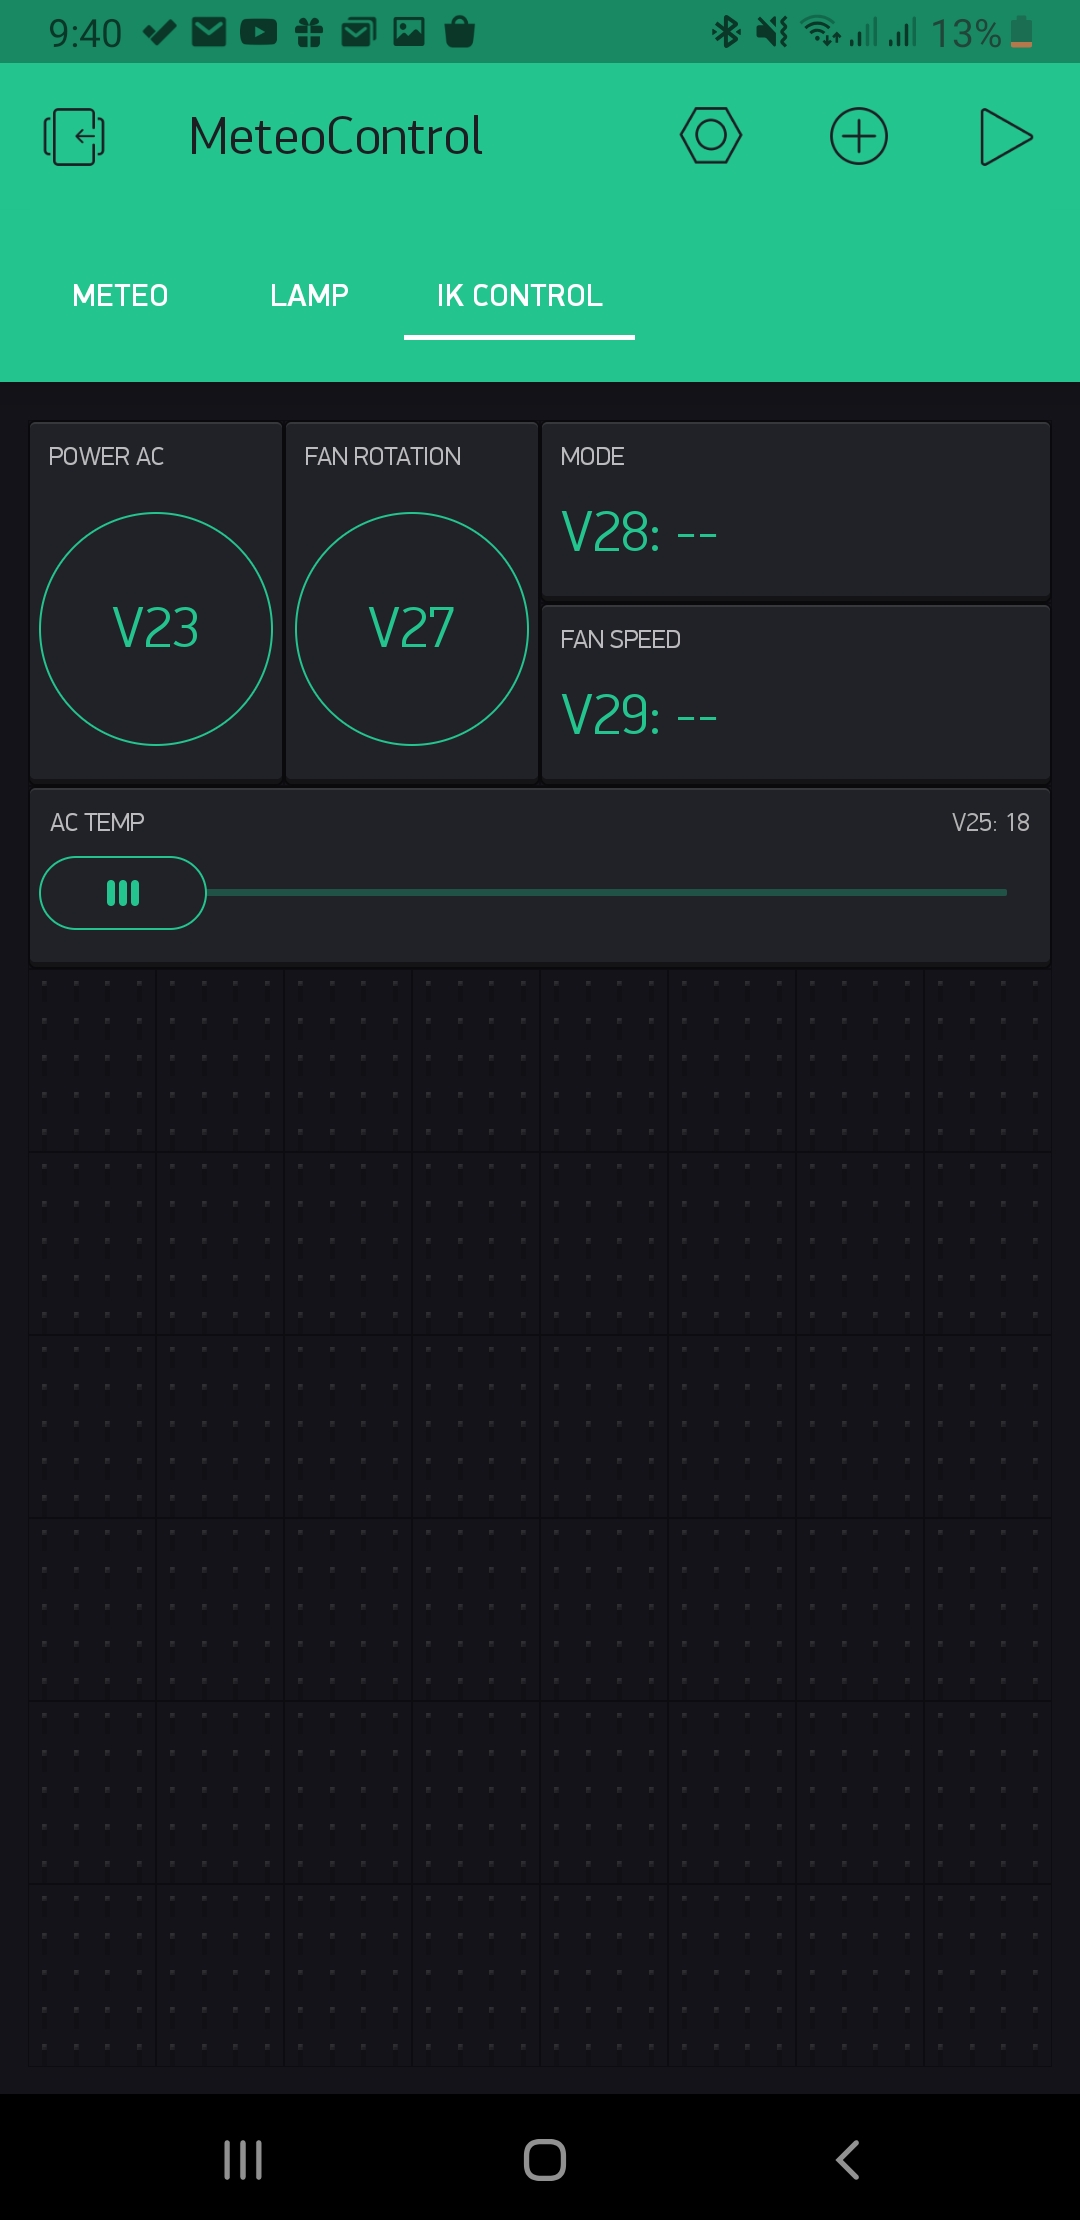 9:40
13%
MeteoControl
METEO
LAMP
IK CONTROL
POWER AC
V23
FAN ROTATION
V27
MODE
V28: --
FAN SPEED
V29: --
AC TEMP
V25: 18